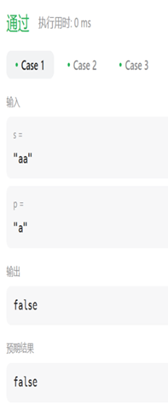 通过 执行用时: 0 ms
• Case 1 • Case 2 • Case 3
输入
s =
"aa"
p =
"a"
输出
false
预期结果
false